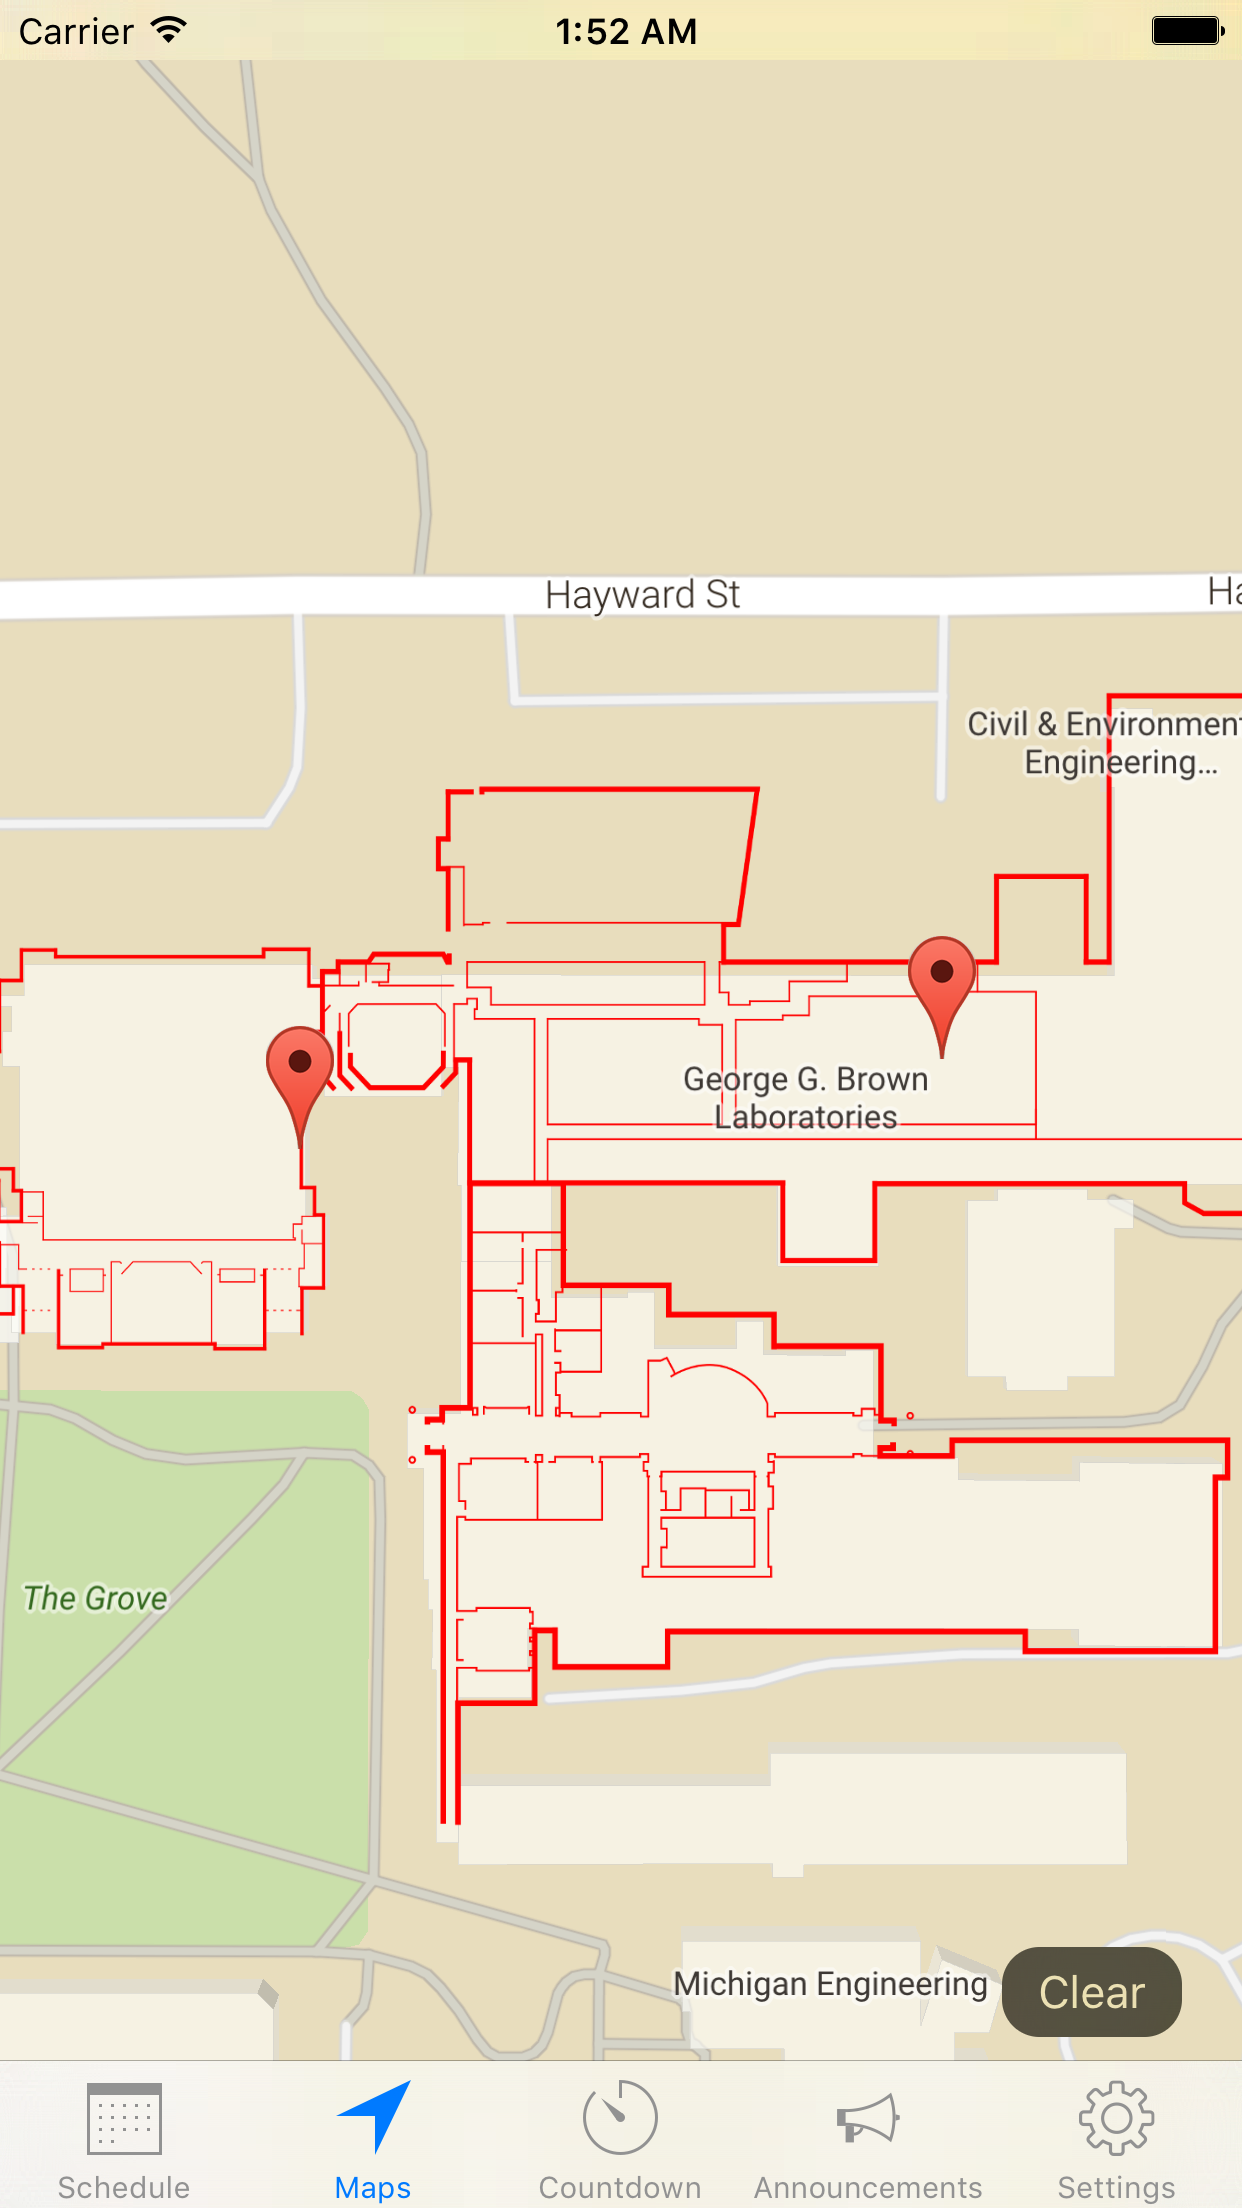 Carrier
1:52 AM
Hayward St
Ha
Civil & Environment
Engineering...
George G. Brown
Laboratories
The Grove
Michigan Engineering
Clear
Schedule
Maps
Countdown
Announcements
Settings